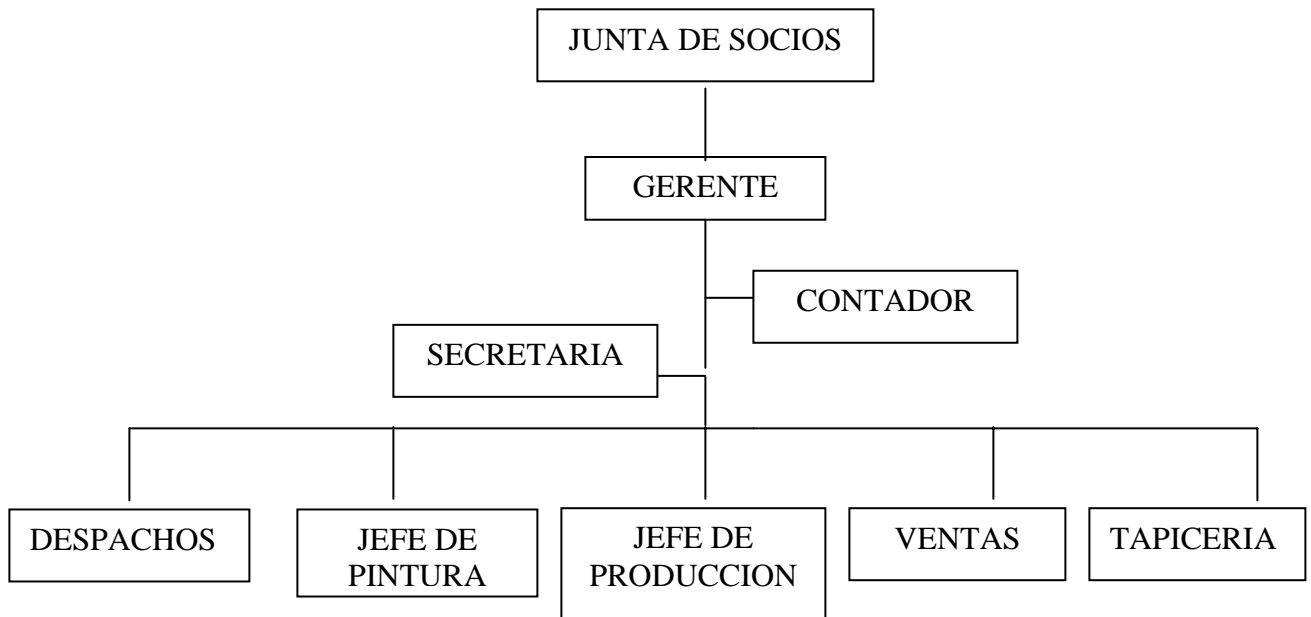 JUNTA DE SOCIOS
GERENTE
CONTADOR
SECRETARIA
DESPACHOS
JEFE DE
PINTURA
JEFE DE
PRODUCCION
VENTAS
TAPICERIA